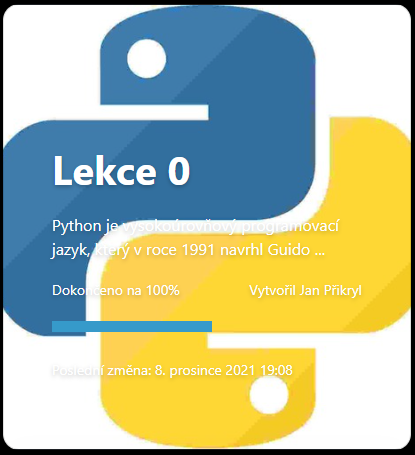 Lekce 0
Python je vysokoúrovňový programovací
jazyk, který v roce 1991 navrhl Guido ...
Dokončeno na 100% Vytvořil Jan Přikryl
Poslední změna: 8. prosince 2021 19:08